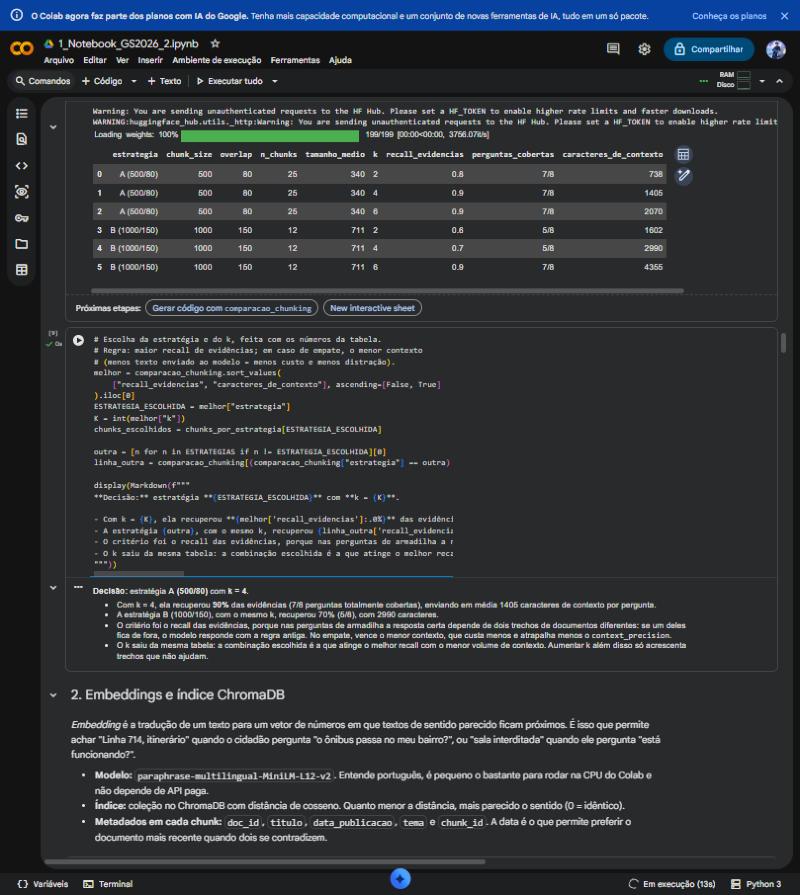 O Colab agora faz parte dos planos com IA do Google. Tenha mais capacidade computacional e um conjunto de novas ferramentas de IA, tudo em um só pacote. Conheça os planos
1_Notebook_GS2026_2.ipynb
Arquivo Editar Ver Inserir Ambiente de execução Ferramentas Ajuda
Compartilhar
Comandos + Código + Texto Executar tudo
RAM
Disco
Warning: You are sending unauthenticated requests to the HF Hub. Please set a HF_TOKEN to enable higher rate limits and faster downloads.
WARNING:huggingface_hub.utils._http:Warning: You are sending unauthenticated requests to the HF Hub. Please set a HF_TOKEN to enable higher rate limit
Loading weights: 100% 199/199 [00:00<00:00, 3756.07it/s]
estrategia chunk_size overlap n_chunks tamanho_medio k recall_evidencias perguntas_cobertas caracteres_de_contexto
0 A (500/80) 500 80 25 340 2 0.8 7/8 738
1 A (500/80) 500 80 25 340 4 0.9 7/8 1405
2 A (500/80) 500 80 25 340 6 0.9 7/8 2070
3 B (1000/150) 1000 150 12 711 2 0.6 5/8 1602
4 B (1000/150) 1000 150 12 711 4 0.7 5/8 2990
5 B (1000/150) 1000 150 12 711 6 0.9 7/8 4355
Próximas etapas: Gerar código com comparacao_chunking New interactive sheet
[9]
0s
# Escolha da estratégia e do k, feita com os números da tabela.
# Regra: maior recall de evidências; em caso de empate, o menor contexto
# (menos texto enviado ao modelo = menos custo e menos distração).
melhor = comparacao_chunking.sort_values(
["recall_evidencias", "caracteres_de_contexto"], ascending=[False, True]
).iloc[0]
ESTRATEGIA_ESCOLHIDA = melhor["estrategia"]
K = int(melhor["k"])
chunks_escolhidos = chunks_por_estrategia[ESTRATEGIA_ESCOLHIDA]
outra = [n for n in ESTRATEGIAS if n != ESTRATEGIA_ESCOLHIDA][0]
linha_outra = comparacao_chunking[(comparacao_chunking["estrategia"] == outra)
display(Markdown(f"""
**Decisão:** estratégia **{ESTRATEGIA_ESCOLHIDA}** com **k = {K}**.
- Com k = {K}, ela recuperou **{melhor['recall_evidencias']:.0%}** das evidênc
- A estratégia {outra}, com o mesmo k, recuperou {linha_outra['recall_evidenci
- O critério foi o recall das evidências, porque nas perguntas de armadilha a
- O k saiu da mesma tabela: a combinação escolhida é a que atinge o melhor rec
"""))
Decisão: estratégia A (500/80) com k = 4.
• Com k = 4, ela recuperou 90% das evidências (7/8 perguntas totalmente cobertas), enviando em média 1405 caracteres de contexto por pergunta.
• A estratégia B (1000/150), com o mesmo k, recuperou 70% (5/8), com 2990 caracteres.
• O critério foi o recall das evidências, porque nas perguntas de armadilha a resposta certa depende de dois trechos de documentos diferentes: se um deles
fica de fora, o modelo responde com a regra antiga. No empate, vence o menor contexto, que custa menos e atrapalha menos o context_precision.
• O k saiu da mesma tabela: a combinação escolhida é a que atinge o melhor recall com o menor volume de contexto. Aumentar k além disso só acrescenta
trechos que não ajudam.
2. Embeddings e índice ChromaDB
Embedding é a tradução de um texto para um vetor de números em que textos de sentido parecido ficam próximos. É isso que permite
achar "Linha 714, itinerário" quando o cidadão pergunta "o ônibus passa no meu bairro?", ou "sala interditada" quando ele pergunta "está
funcionando?".
• Modelo: paraphrase-multilingual-MiniLM-L12-v2. Entende português, é pequeno o bastante para rodar na CPU do Colab e
não depende de API paga.
• Índice: coleção no ChromaDB com distância de cosseno. Quanto menor a distância, mais parecido o sentido (0 = idêntico).
• Metadados em cada chunk: doc_id, titulo, data_publicacao, tema e chunk_id. A data é o que permite preferir o
documento mais recente quando dois se contradizem.
Variáveis Terminal Em execução (13s) Python 3